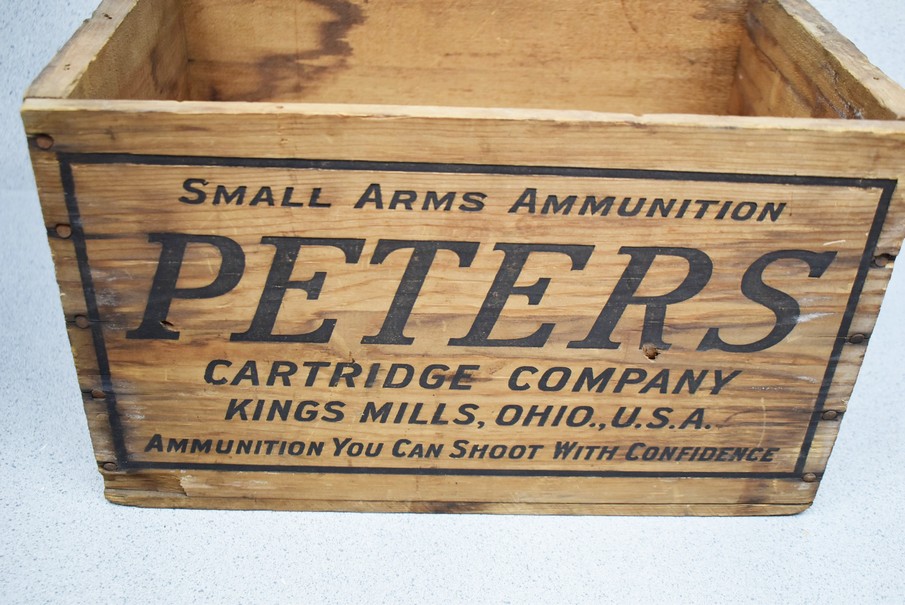 SMALL ARMS AMMUNITION
PETERS
CARTRIDGE COMPANY
KINGS MILLS, OHIO., U.S.A.
AMMUNITION YOU CAN SHOOT WITH CONFIDENCE